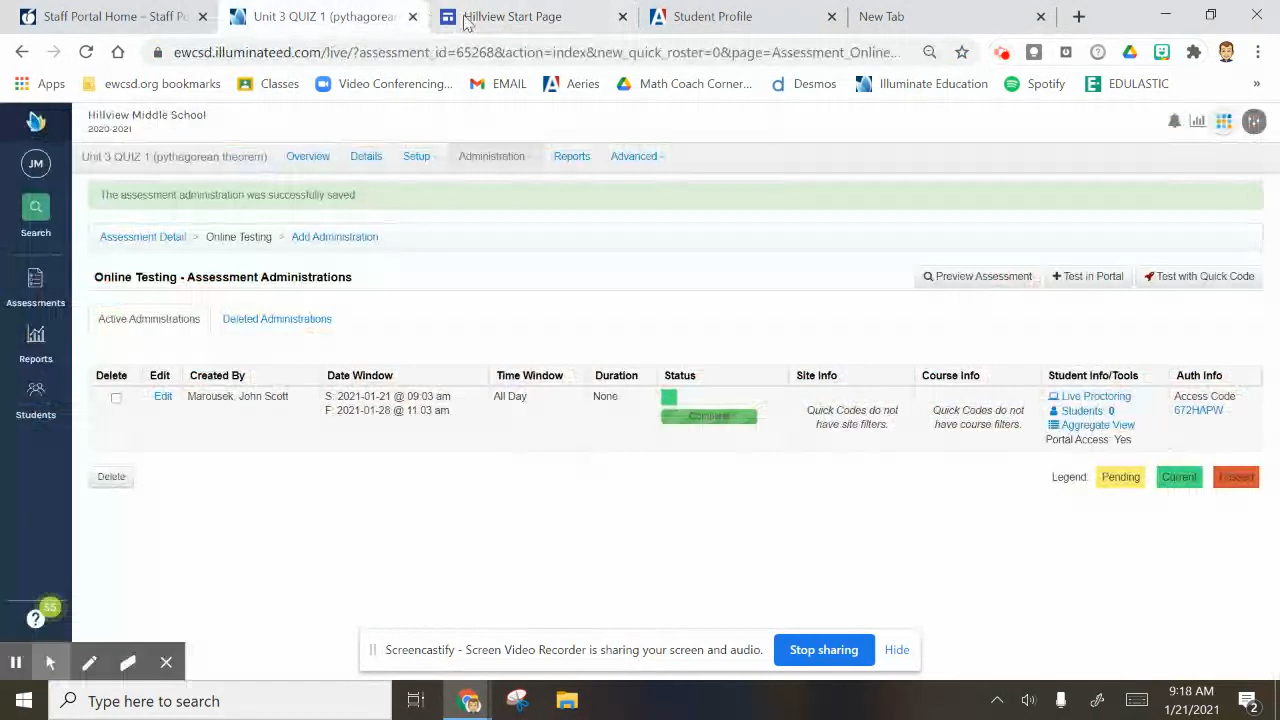 Staff Portal Home – Staff P
Unit 3 QUIZ 1 (pythagorean
Hillview Start Page
Student Profile
New Tab
ewcsd.illuminateed.com/live/?assessment_id=65268&action=index&new_quick_roster=0&page=Assessment_Online...
Apps
ewcsd.org bookmarks
Classes
Video Conferencing...
EMAIL
Aeries
Math Coach Corner...
Desmos
Illuminate Education
Spotify
EDULASTIC
»
Hillview Middle School
2020-2021
JM
Search
Assessments
Reports
Students
55
?
Unit 3 QUIZ 1 (pythagorean theorem)
Overview
Details
Setup
Administration
Reports
Advanced
The assessment administration was successfully saved
Assessment Detail > Online Testing > Add Administration
Online Testing - Assessment Administrations
Preview Assessment
Test in Portal
Test with Quick Code
Active Administrations
Deleted Administrations
Delete Edit Created By Date Window Time Window Duration Status Site Info Course Info Student Info/Tools Auth Info
Edit
Marousek, John Scott
S: 2021-01-21 @ 09:03 am
F: 2021-01-28 @ 11:03 am
All Day
None
Quick Codes do not
have site filters.
Quick Codes do not
have course filters.
Live Proctoring
Students: 0
Aggregate View
Portal Access: Yes
Access Code
672HAPW
Delete
Legend: Pending Current
Screencastify - Screen Video Recorder is sharing your screen and audio.
Stop sharing
Hide
Type here to search
9:18 AM
1/21/2021
2